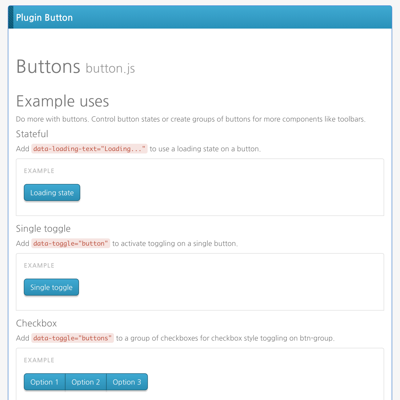 Plugin Button
Buttons button.js
Example uses
Do more with buttons. Control button states or create groups of buttons for more components like toolbars.
Stateful
Add data-loading-text="Loading..." to use a loading state on a button.
EXAMPLE
Loading state
Single toggle
Add data-toggle="button" to activate toggling on a single button.
EXAMPLE
Single toggle
Checkbox
Add data-toggle="buttons" to a group of checkboxes for checkbox style toggling on btn-group.
EXAMPLE
Option 1 Option 2 Option 3